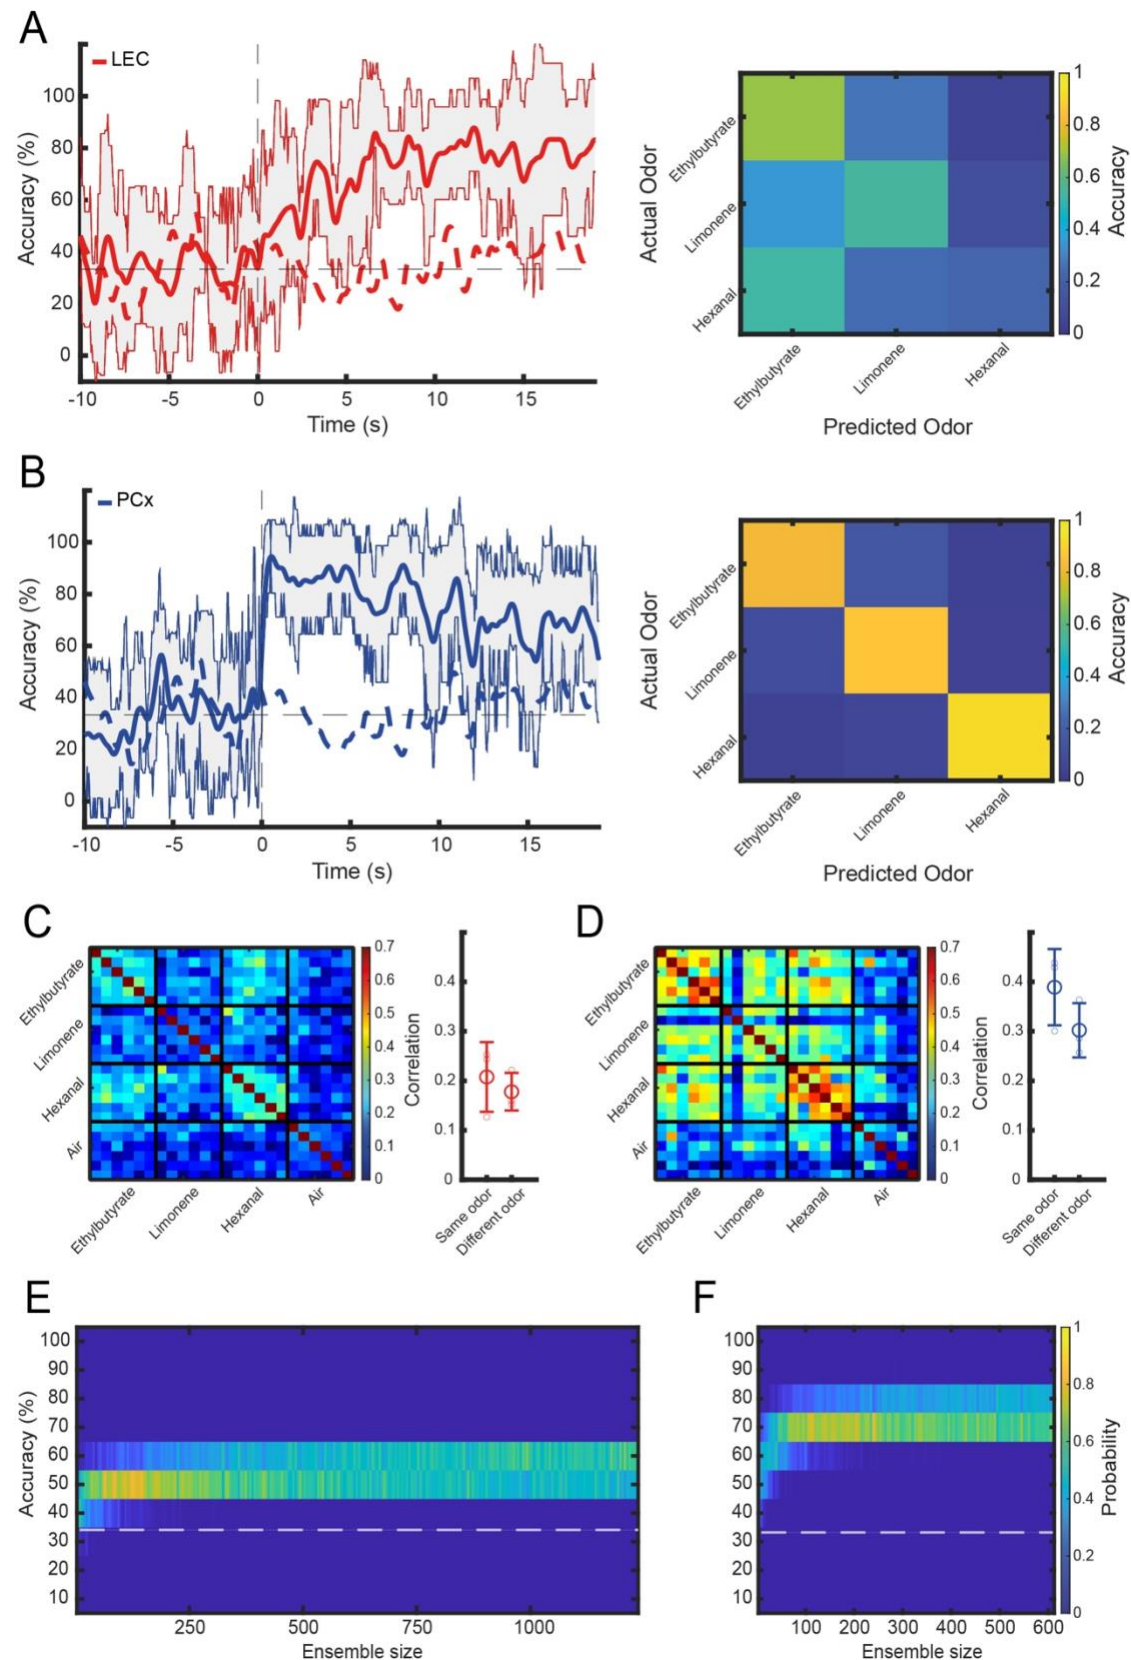 A
LEC
100
80
60
40
20
0
Accuracy (%)
-10 -5 0 5 10 15
Time (s)
Actual Odor
Ethylbutyrate
Limonene
Hexanal
Ethylbutyrate
Limonene
Hexanal
Predicted Odor
1
0.8
0.6
0.4
0.2
0
Accuracy
B
PCx
100
80
60
40
20
0
Accuracy (%)
-10 -5 0 5 10 15
Time (s)
Actual Odor
Ethylbutyrate
Limonene
Hexanal
Ethylbutyrate
Limonene
Hexanal
Predicted Odor
1
0.8
0.6
0.4
0.2
0
Accuracy
C
Ethylbutyrate
Limonene
Hexanal
Air
Ethylbutyrate
Limonene
Hexanal
Air
0.7
0.6
0.5
0.4
0.3
0.2
0.1
0
Correlation
0.4
0.3
0.2
0.1
0
Same odor
Different odor
D
Ethylbutyrate
Limonene
Hexanal
Air
Ethylbutyrate
Limonene
Hexanal
Air
0.7
0.6
0.5
0.4
0.3
0.2
0.1
0
Correlation
0.4
0.3
0.2
0.1
0
Same odor
Different odor
E
100
90
80
70
60
50
40
30
20
10
Accuracy (%)
250 500 750 1000
Ensemble size
F
100
90
80
70
60
50
40
30
20
10
100 200 300 400 500 600
Ensemble size
1
0.8
0.6
0.4
0.2
0
Probability